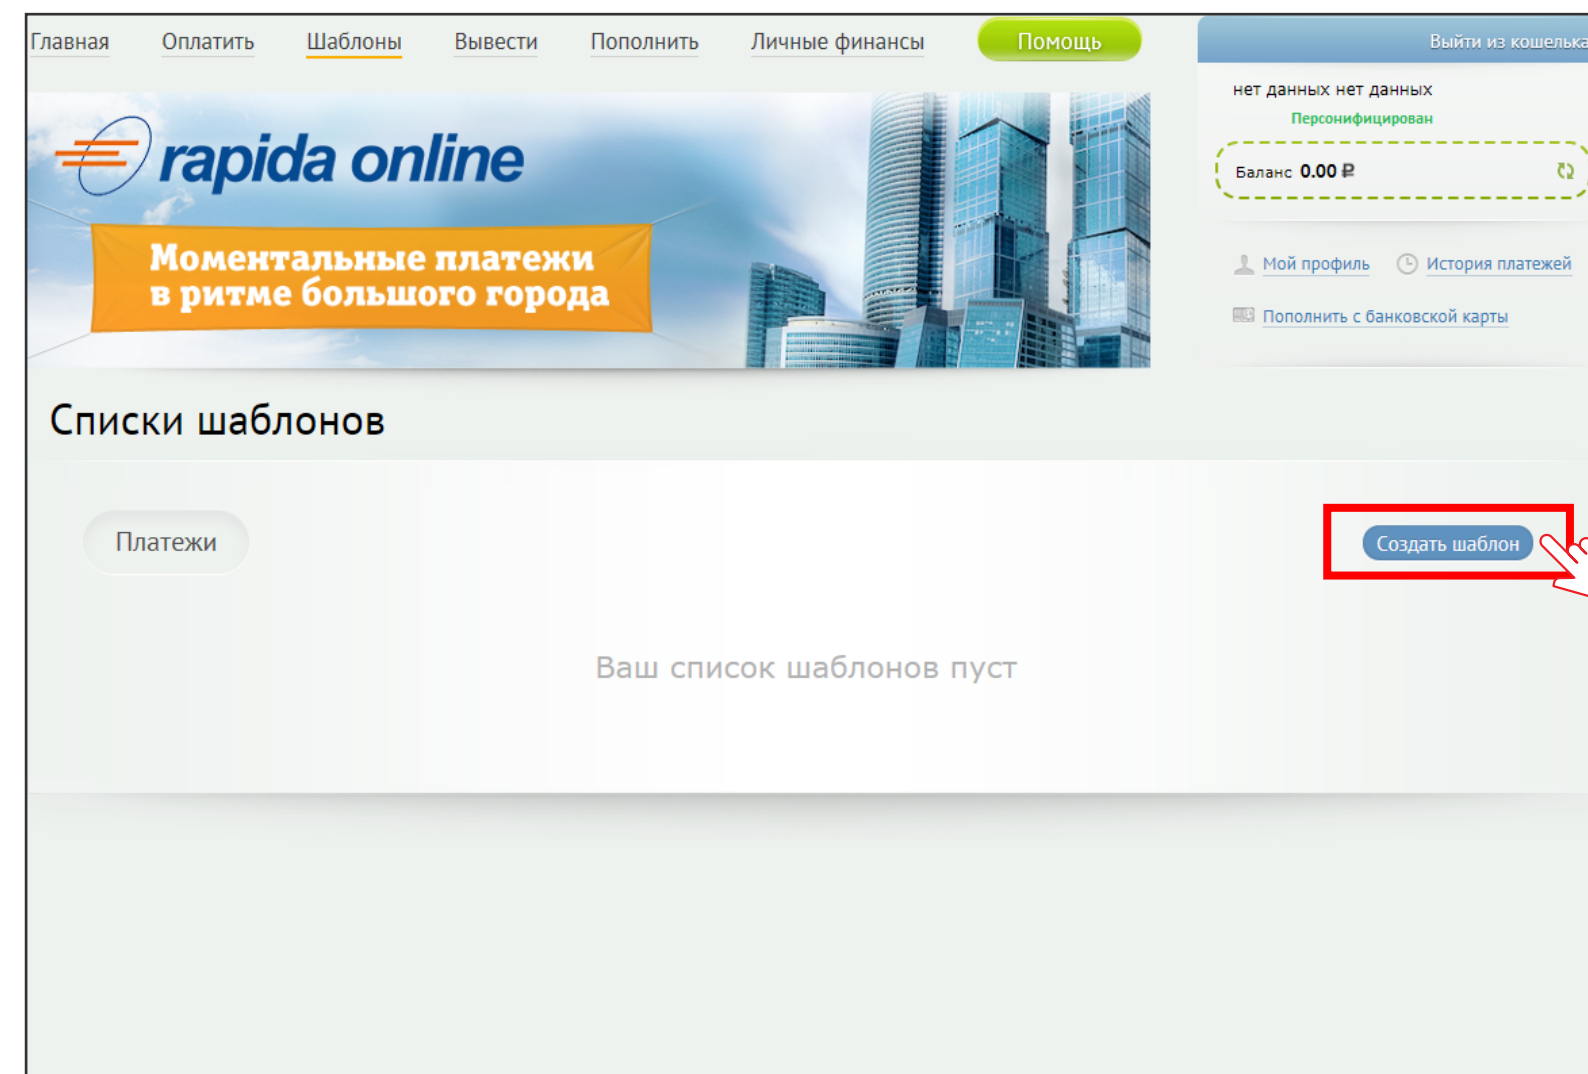 Главная Оплатить Шаблоны Вывести Пополнить Личные финансы Помощь
Выйти из кошелька
нет данных нет данных
Персонифицирован
Баланс 0.00 ₽
Мой профиль История платежей
Пополнить с банковской карты
rapida online
Моментальные платежи
в ритме большого города
Списки шаблонов
Платежи
Создать шаблон
Ваш список шаблонов пуст